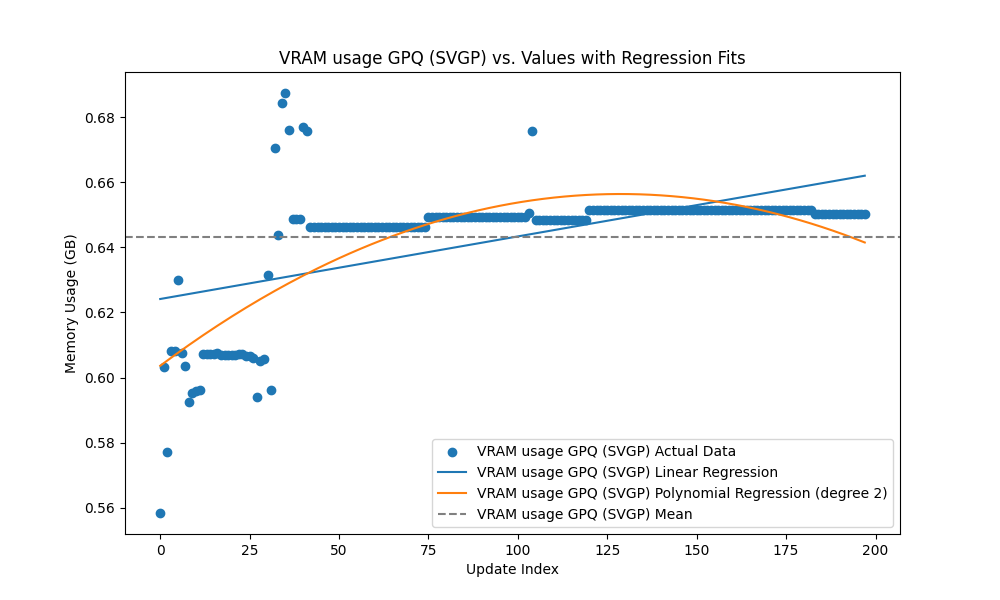 VRAM usage GPQ (SVGP) vs. Values with Regression Fits
Memory Usage (GB)
0.68
0.66
0.64
0.62
0.60
0.58
0.56
VRAM usage GPQ (SVGP) Actual Data
VRAM usage GPQ (SVGP) Linear Regression
VRAM usage GPQ (SVGP) Polynomial Regression (degree 2)
VRAM usage GPQ (SVGP) Mean
0 25 50 75 100 125 150 175 200
Update Index